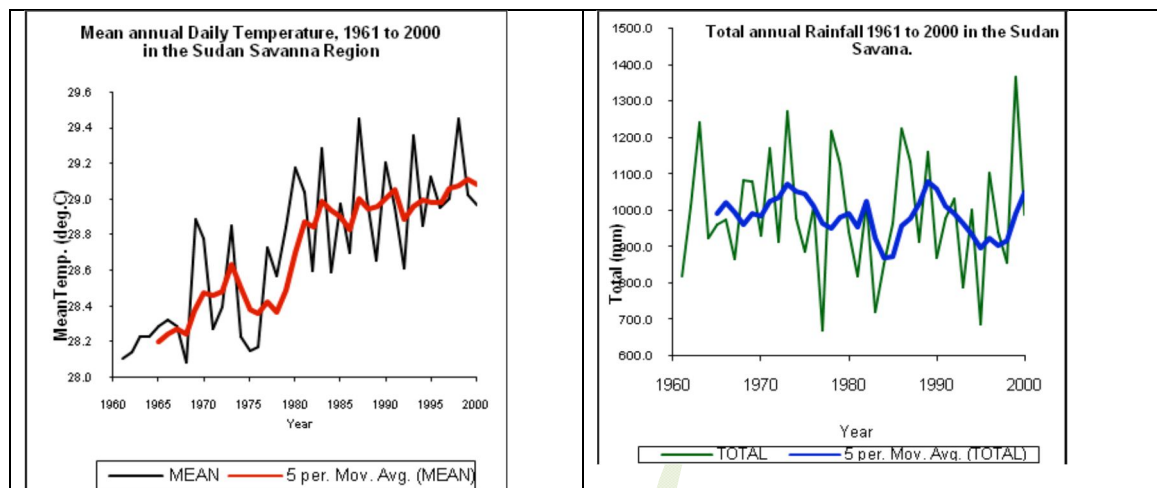 Mean annual Daily Temperature, 1961 to 2000
in the Sudan Savanna Region
29.6
29.4
29.2
29.0
28.8
28.6
28.4
28.2
28.0
MeanTemp. (deg.C)
1960 1965 1970 1975 1980 1985 1990 1995 2000
Year
MEAN 5 per. Mov. Avg. (MEAN)
Total annual Rainfall 1961 to 2000 in the Sudan
Savana.
1500.0
1400.0
1300.0
1200.0
1100.0
1000.0
900.0
800.0
700.0
600.0
Total (mm)
1960 1970 1980 1990 2000
Year
TOTAL 5 per. Mov. Avg. (TOTAL)